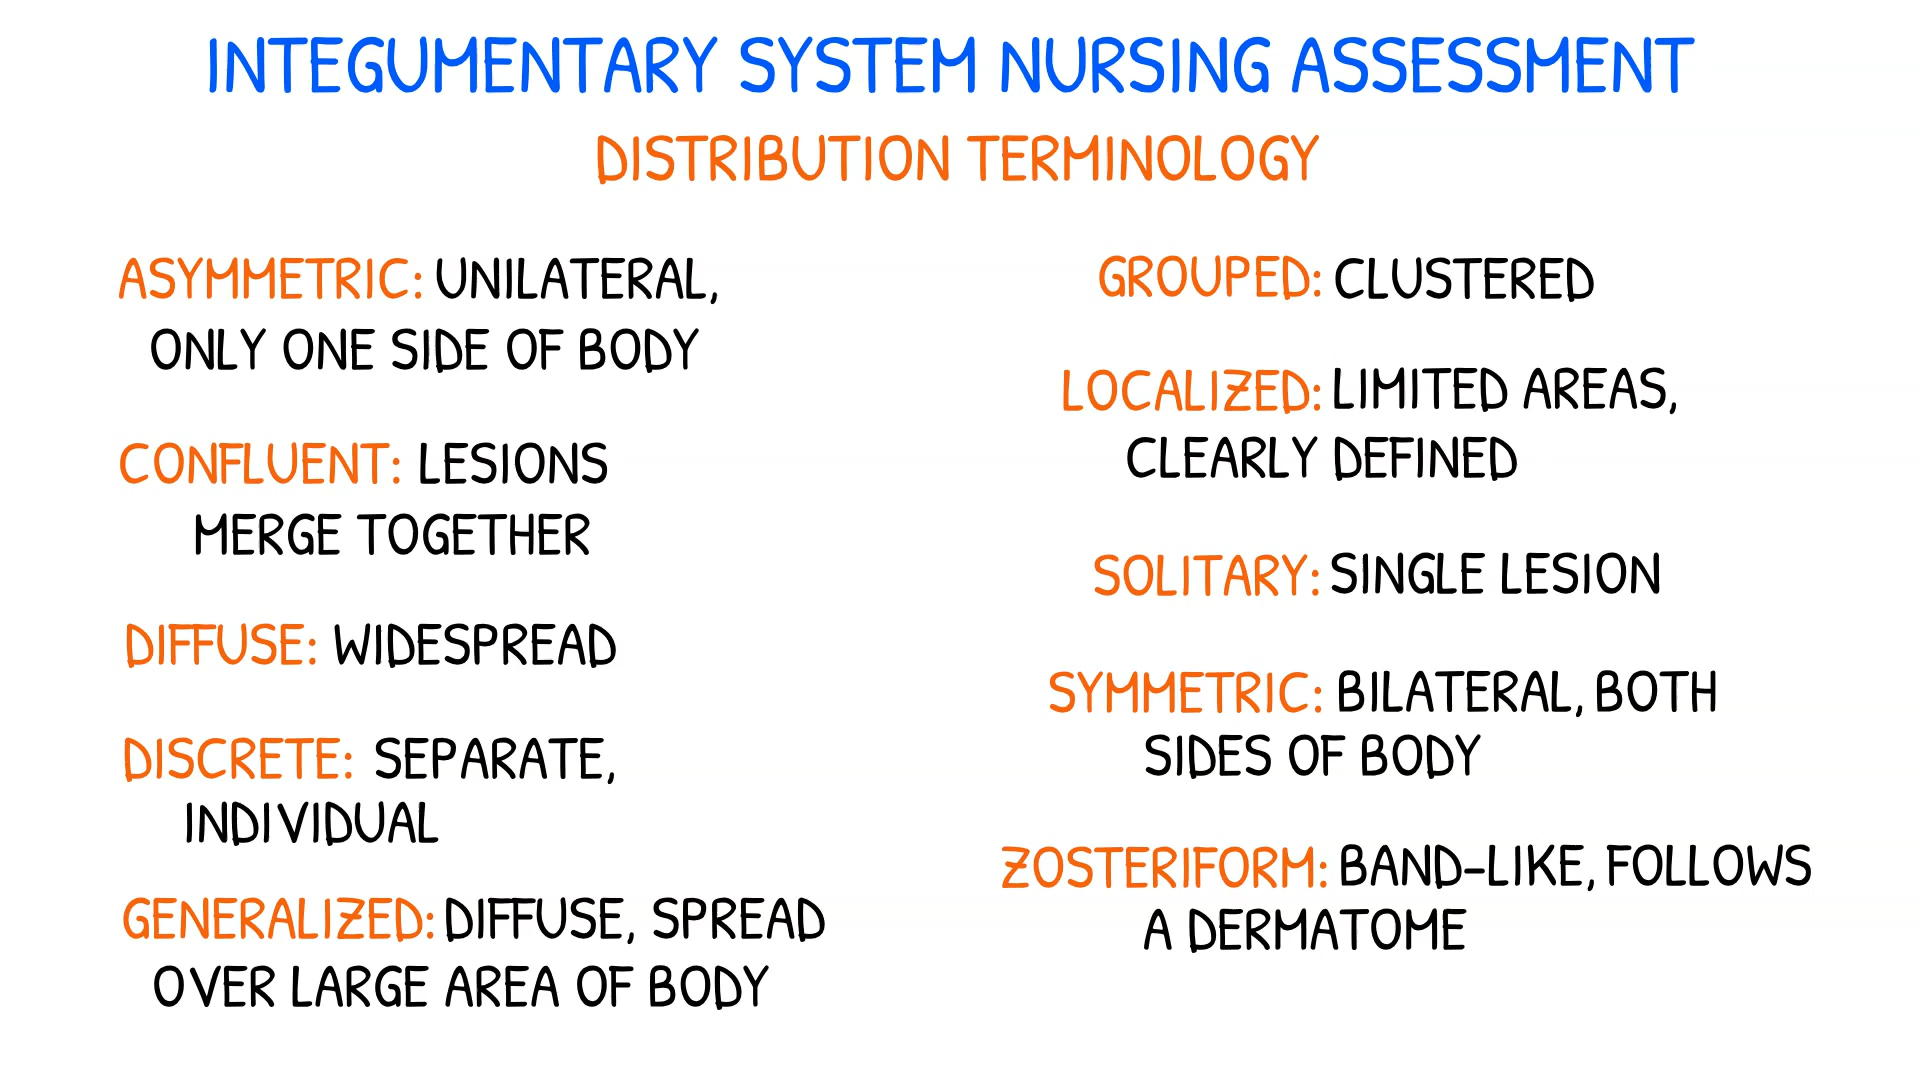 INTEGUMENTARY SYSTEM NURSING ASSESSMENT
DISTRIBUTION TERMINOLOGY
ASYMMETRIC: UNILATERAL,
ONLY ONE SIDE OF BODY
CONFLUENT: LESIONS
MERGE TOGETHER
DIFFUSE: WIDESPREAD
DISCRETE: SEPARATE,
INDIVIDUAL
GENERALIZED: DIFFUSE, SPREAD
OVER LARGE AREA OF BODY
GROUPED: CLUSTERED
LOCALIZED: LIMITED AREAS,
CLEARLY DEFINED
SOLITARY: SINGLE LESION
SYMMETRIC: BILATERAL, BOTH
SIDES OF BODY
ZOSTERIFORM: BAND-LIKE, FOLLOWS
A DERMATOME